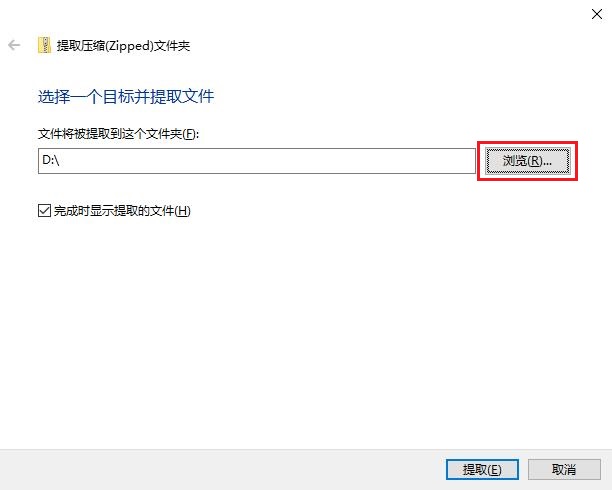 提取压缩(Zipped)文件夹
选择一个目标并提取文件
文件将被提取到这个文件夹(F):
D:\
浏览(R)...
完成时显示提取的文件(H)
提取(E)
取消